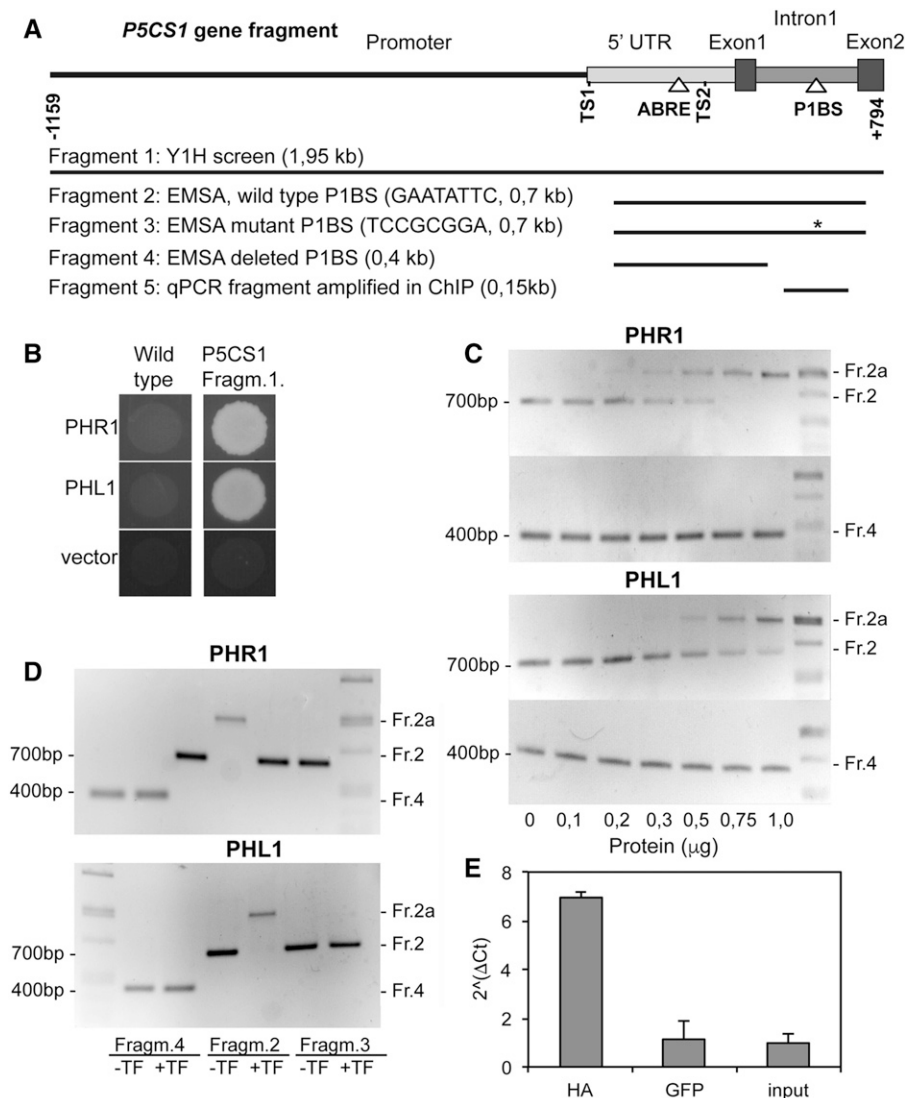 A
P5CS1 gene fragment
Promoter
5' UTR
Exon1
Intron1
Exon2
TS1-
ABRE
TS2-
P1BS
-1159
+794
Fragment 1: Y1H screen (1,95 kb)
Fragment 2: EMSA, wild type P1BS (GAATATTC, 0,7 kb)
Fragment 3: EMSA mutant P1BS (TCCGCGGA, 0,7 kb)
*
Fragment 4: EMSA deleted P1BS (0,4 kb)
Fragment 5: qPCR fragment amplified in ChIP (0,15kb)
B
Wild type
P5CS1 Fragm.1.
PHR1
PHL1
vector
C
PHR1
- Fr.2a
700bp -
- Fr.2
400bp -
- Fr.4
PHL1
- Fr.2a
700bp -
- Fr.2
400bp -
- Fr.4
0 0,1 0,2 0,3 0,5 0,75 1,0
Protein (µg)
D
PHR1
- Fr.2a
700bp -
- Fr.2
400bp -
- Fr.4
PHL1
- Fr.2a
700bp -
- Fr.2
400bp -
- Fr.4
Fragm.4 Fragm.2 Fragm.3
-TF +TF -TF +TF -TF +TF
E
8
6
4
2
0
2^(ΔCt)
HA GFP input